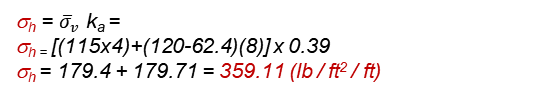 σh = σ̄v ka =
σh = [(115x4)+(120-62.4)(8)] x 0.39
σh = 179.4 + 179.71 = 359.11 (lb / ft² / ft)